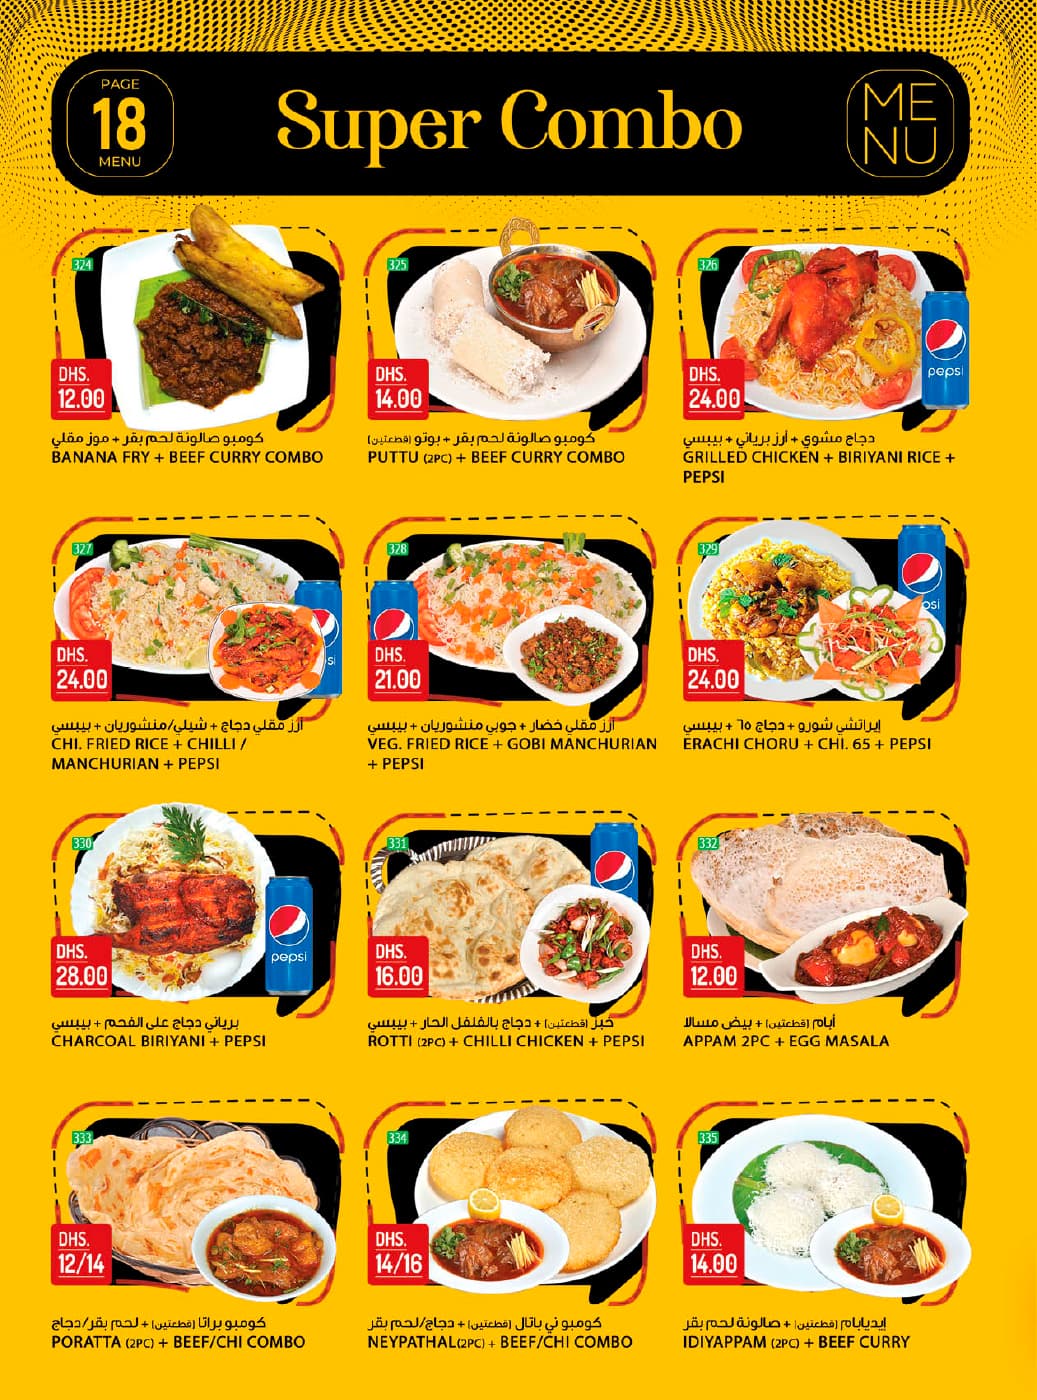 PAGE
18
MENU
Super Combo
ME
NU
324
DHS.
12.00
كومبو صالونة لحم بقر + موز مقلي
BANANA FRY + BEEF CURRY COMBO
325
DHS.
14.00
كومبو صالونة لحم بقر + بوتو (قطعتين)
PUTTU (2PC) + BEEF CURRY COMBO
326
pepsi
DHS.
24.00
دجاج مشوي + أرز برياني + بيبسي
GRILLED CHICKEN + BIRIYANI RICE +
PEPSI
327
DHS.
24.00
أرز مقلي دجاج + شيلي/منشوريان + بيبسي
CHI. FRIED RICE + CHILLI /
MANCHURIAN + PEPSI
328
DHS.
21.00
أرز مقلي خضار + جوبي منشوريان + بيبسي
VEG. FRIED RICE + GOBI MANCHURIAN
+ PEPSI
329
DHS.
24.00
إيراتشي شورو + دجاج ٦٥ + بيبسي
ERACHI CHORU + CHI. 65 + PEPSI
330
pepsi
DHS.
28.00
برياني دجاج على الفحم + بيبسي
CHARCOAL BIRIYANI + PEPSI
331
DHS.
16.00
خبز (قطعتين) + دجاج بالفلفل الحار + بيبسي
ROTTI (2PC) + CHILLI CHICKEN + PEPSI
332
DHS.
12.00
أبام (قطعتين) + بيض مسالا
APPAM 2PC + EGG MASALA
333
DHS.
12/14
كومبو براتا (قطعتين) + لحم بقر/دجاج
PORATTA (2PC) + BEEF/CHI COMBO
334
DHS.
14/16
كومبو ني باتال (قطعتين) + دجاج/لحم بقر
NEYPATHAL(2PC) + BEEF/CHI COMBO
335
DHS.
14.00
إيديابام (قطعتين) + صالونة لحم بقر
IDIYAPPAM (2PC) + BEEF CURRY